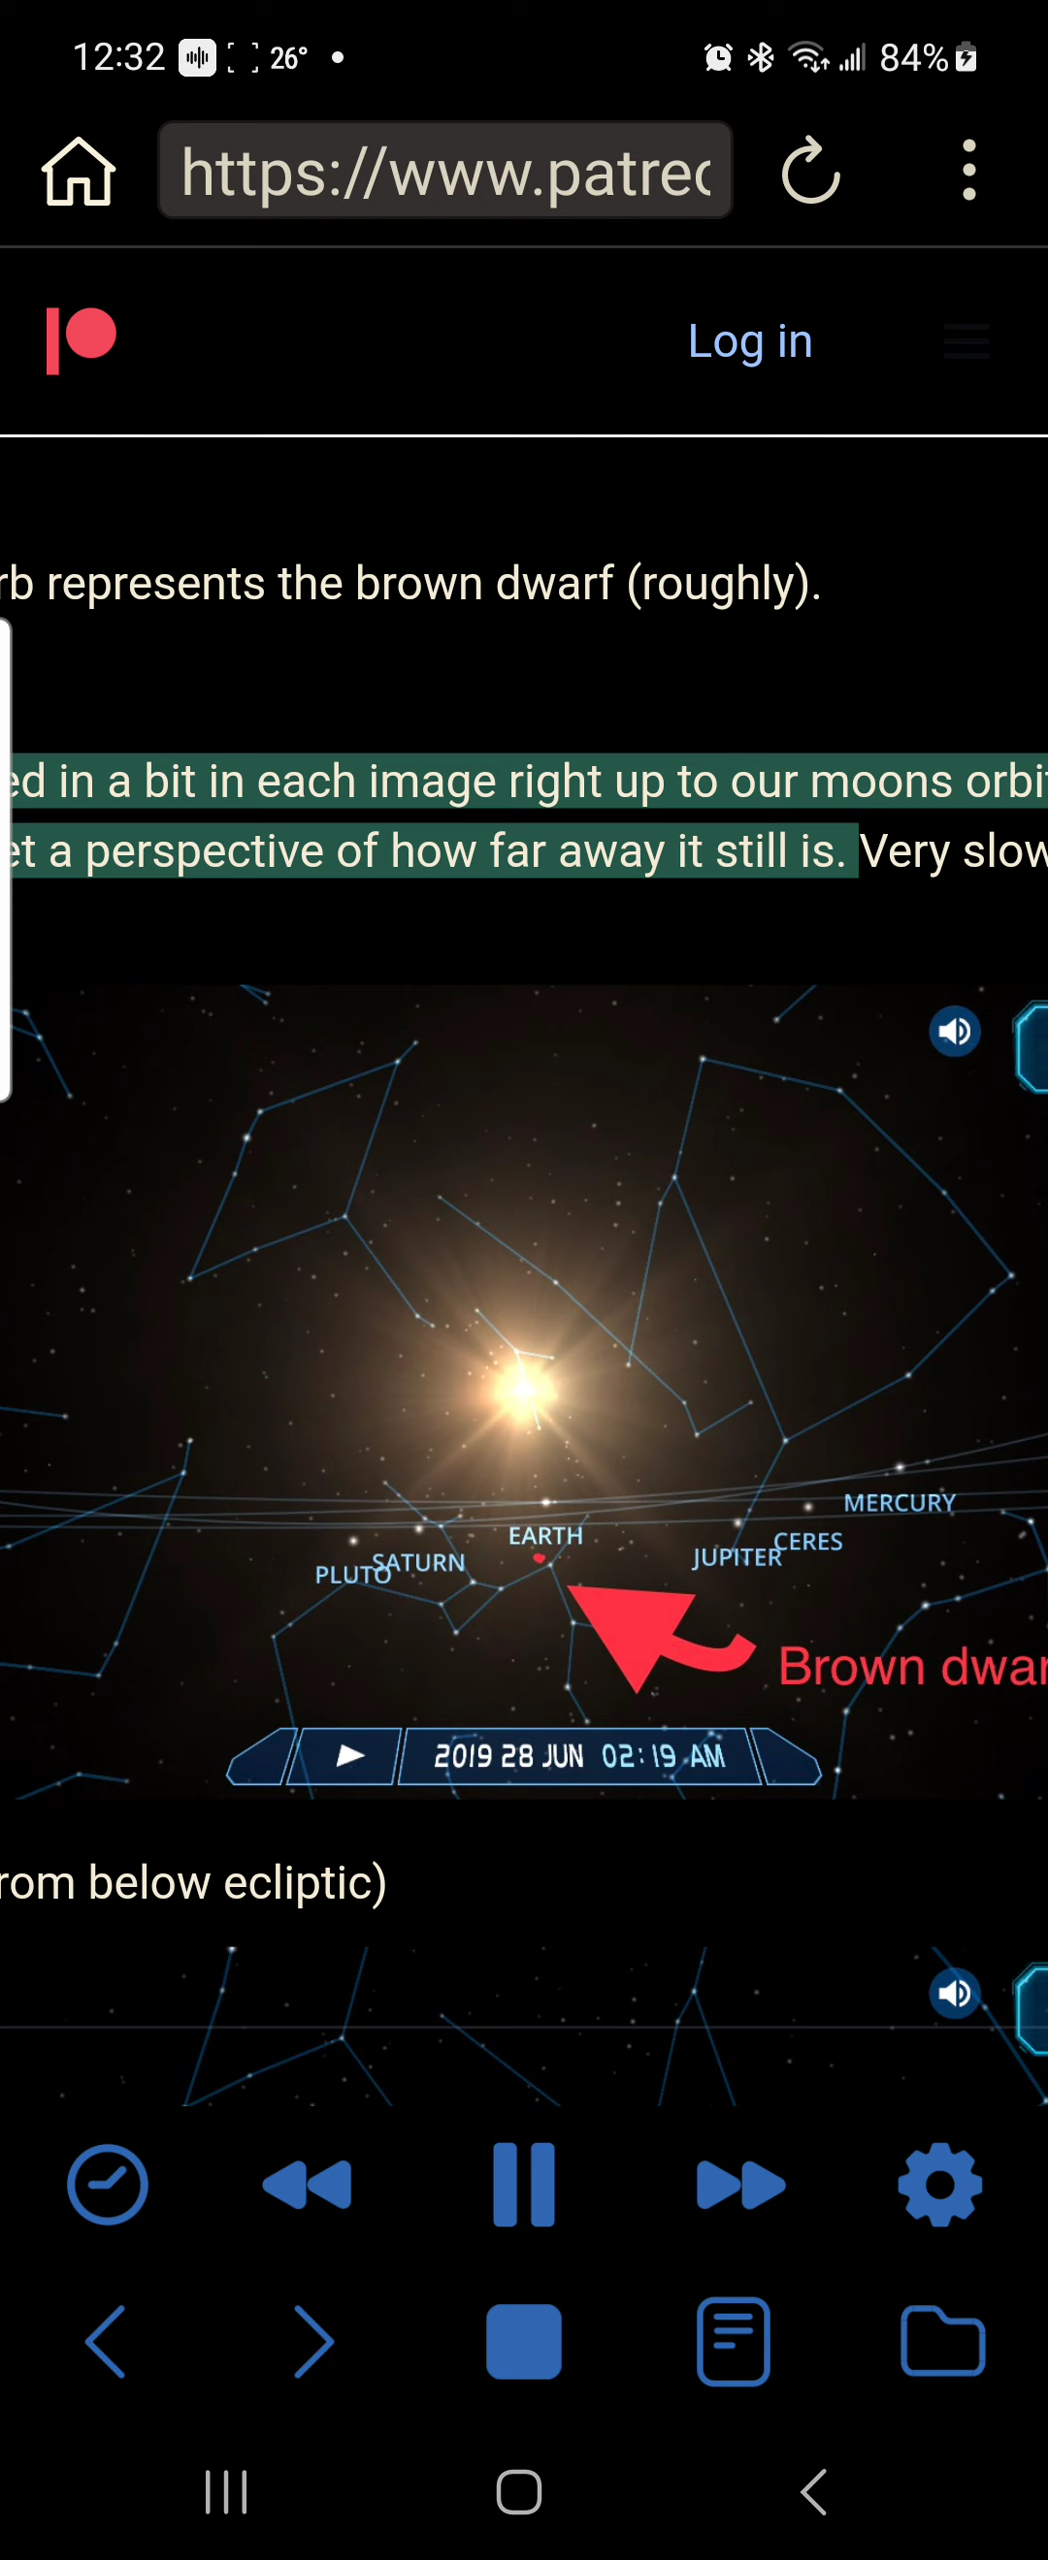 12:32 26° 84%
https://www.patreo
Log in
rb represents the brown dwarf (roughly).
ed in a bit in each image right up to our moons orbit
et a perspective of how far away it still is. Very slow
MERCURY
EARTH
CERES
JUPITER
SATURN
PLUTO
Brown dwar
2019 28 JUN 02:19 AM
rom below ecliptic)